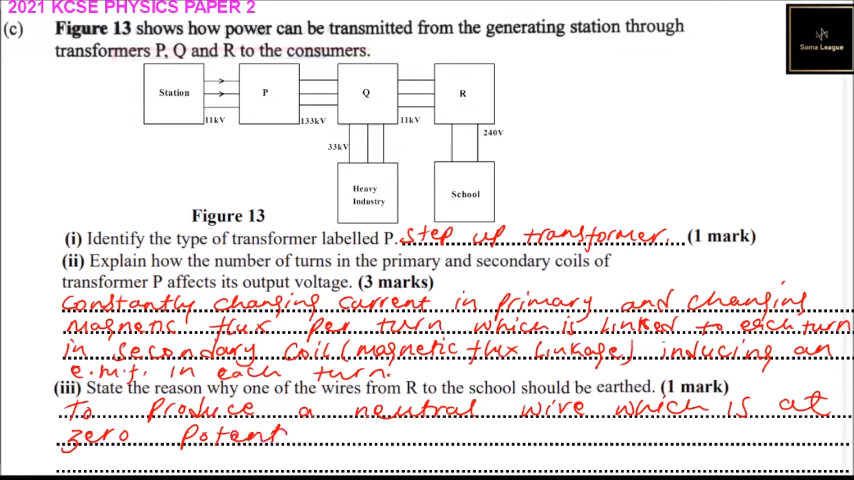 2021 KCSE PHYSICS PAPER 2
(c) Figure 13 shows how power can be transmitted from the generating station through
transformers P, Q and R to the consumers.
Soma League
Station P Q R
11kV 133kV 11kV
240V
33kV
Heavy
Industry
School
Figure 13
(i) Identify the type of transformer labelled P. Step up transformer. (1 mark)
(ii) Explain how the number of turns in the primary and secondary coils of
transformer P affects its output voltage. (3 marks)
Constantly changing current in primary and changing
magnetic flux per turn which is linked to each turn
in secondary coil (magnetic flux linkage) inducing an
e.m.f. in each turn.
(iii) State the reason why one of the wires from R to the school should be earthed. (1 mark)
To produce a neutral wire which is at
zero Potent